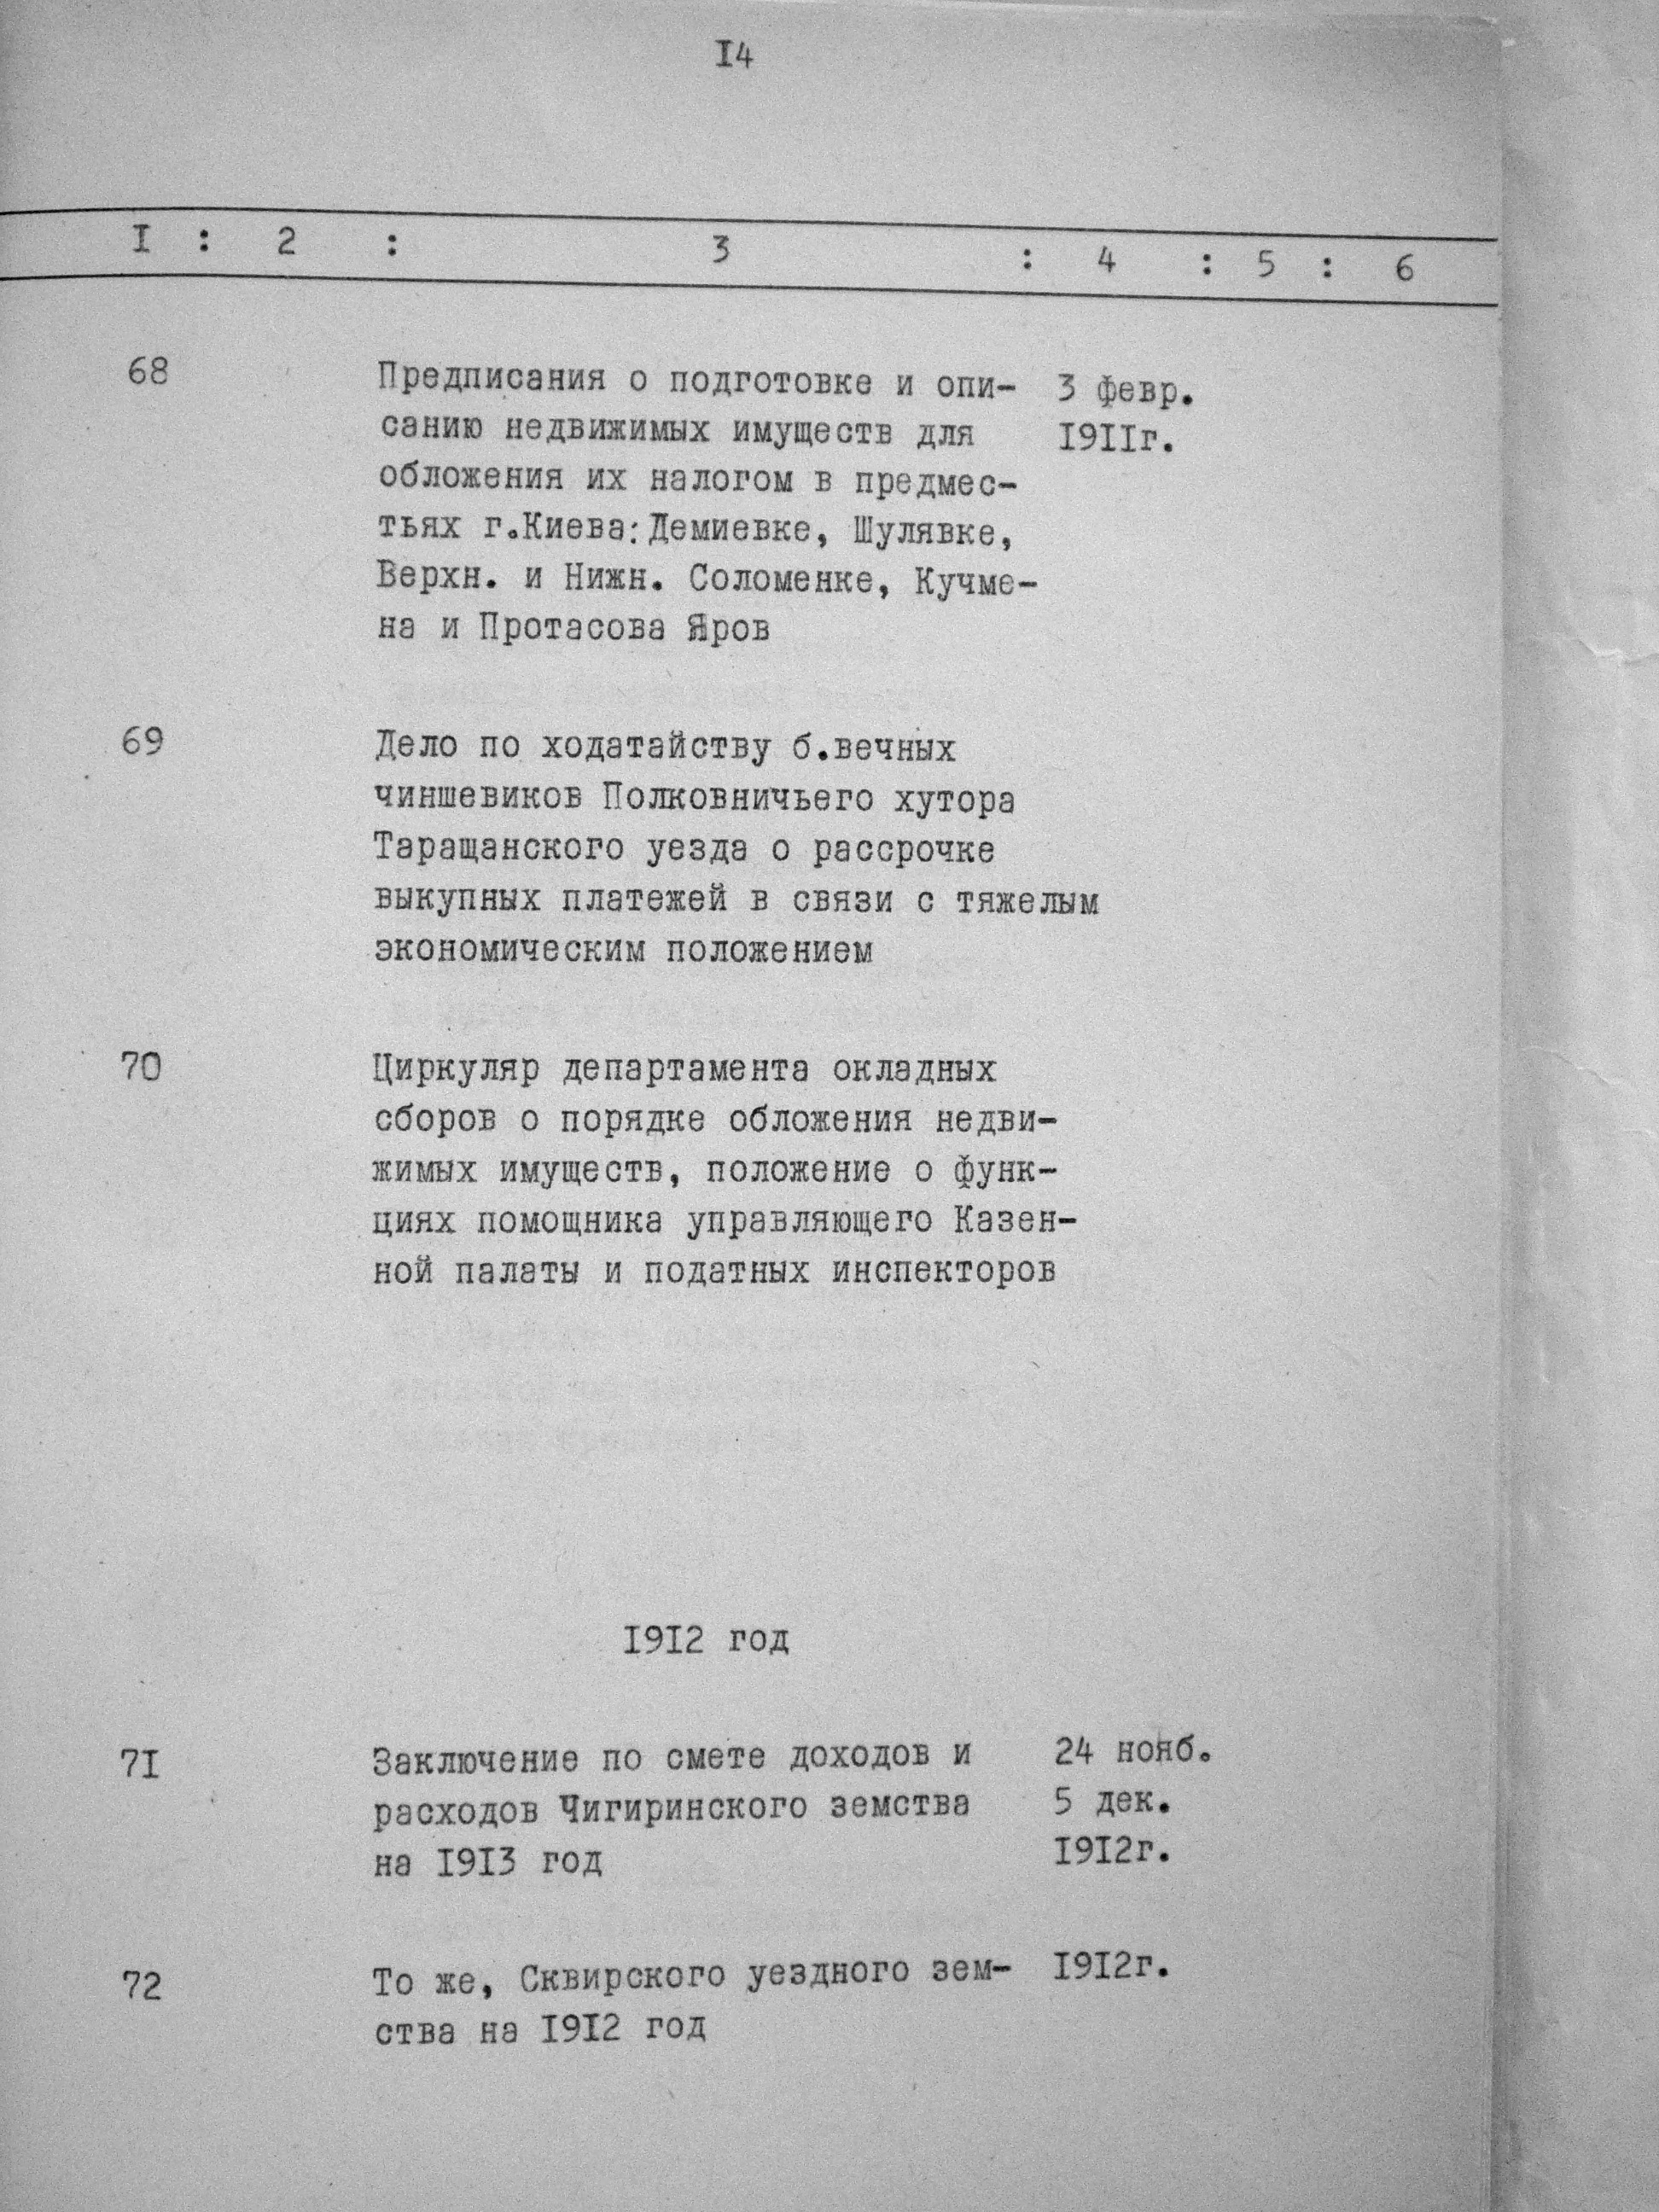 I4
I : 2 : 3 : 4 : 5 : 6
68 Предписания о подготовке и опи- 3 февр.
санию недвижимых имуществ для I9IIг.
обложения их налогом в предмес-
тьях г.Киева: Демиевке, Шулявке,
Верхн. и Нижн. Соломенке, Кучме-
на и Протасова Яров
69 Дело по ходатайству б.вечных
чиншевиков Полковничьего хутора
Таращанского уезда о рассрочке
выкупных платежей в связи с тяжелым
экономическим положением
70 Циркуляр департамента окладных
сборов о порядке обложения недви-
жимых имуществ, положение о функ-
циях помощника управляющего Казен-
ной палаты и податных инспекторов
I9I2 год
7I Заключение по смете доходов и 24 нояб.
расходов Чигиринского земства 5 дек.
на I9I3 год I9I2г.
72 То же, Сквирского уездного зем- I9I2г.
ства на I9I2 год